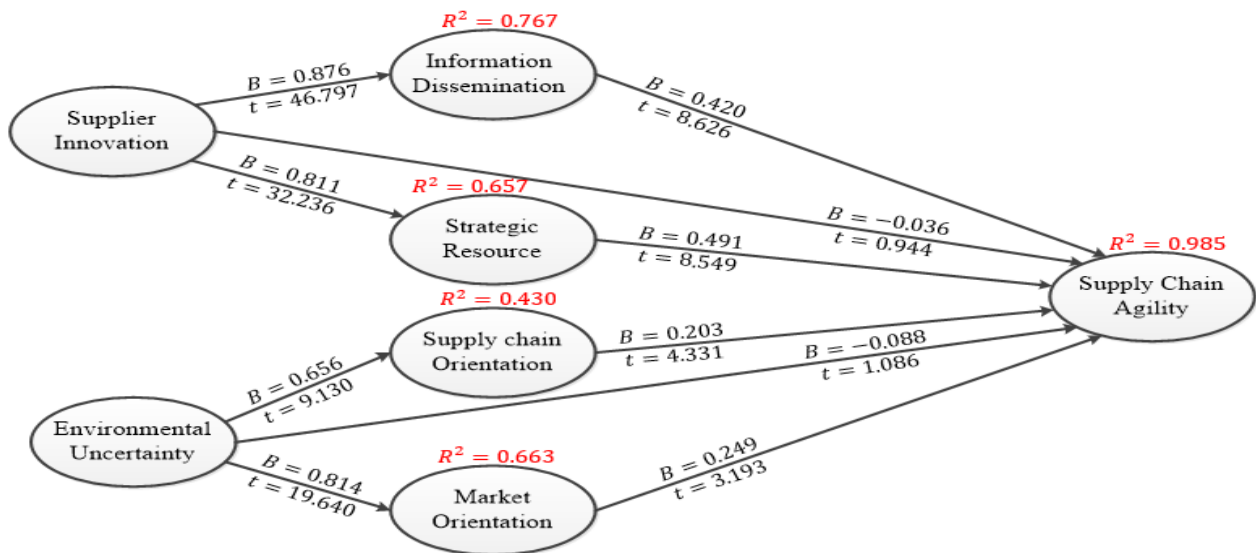 R² = 0.767
Information
Dissemination
B = 0.876
t = 46.797
Supplier
Innovation
B = 0.420
t = 8.626
B = 0.811
t = 32.236
R² = 0.657
Strategic
Resource
B = −0.036
t = 0.944
B = 0.491
t = 8.549
R² = 0.985
Supply Chain
Agility
R² = 0.430
Supply chain
Orientation
B = 0.203
t = 4.331
B = −0.088
t = 1.086
B = 0.656
t = 9.130
Environmental
Uncertainty
B = 0.814
t = 19.640
R² = 0.663
Market
Orientation
B = 0.249
t = 3.193